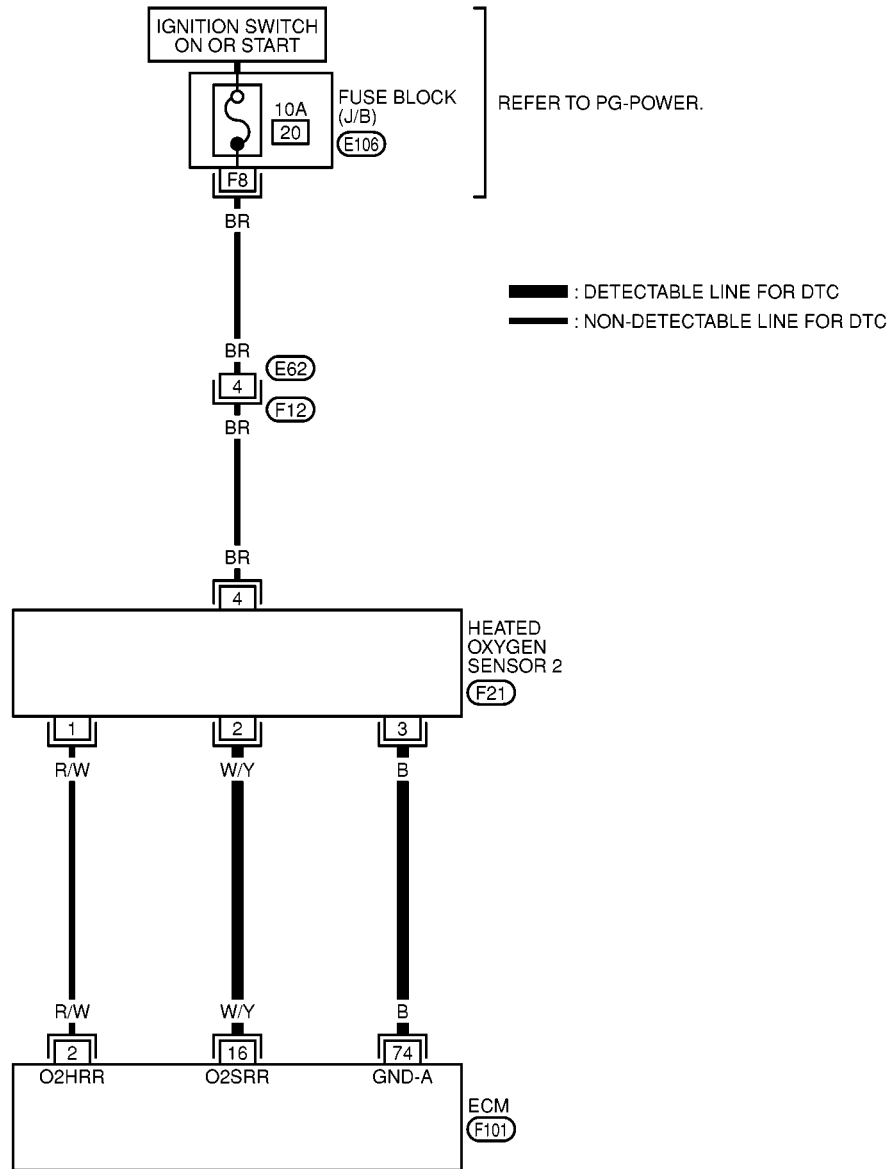 IGNITION SWITCH
ON OR START
10A
20
FUSE BLOCK
(J/B)
E106
REFER TO PG-POWER.
F8
BR
: DETECTABLE LINE FOR DTC
: NON-DETECTABLE LINE FOR DTC
BR
E62
4
F12
BR
BR
4
HEATED
OXYGEN
SENSOR 2
F21
1 2 3
R/W W/Y B
R/W W/Y B
2 16 74
O2HRR O2SRR GND-A
ECM
F101